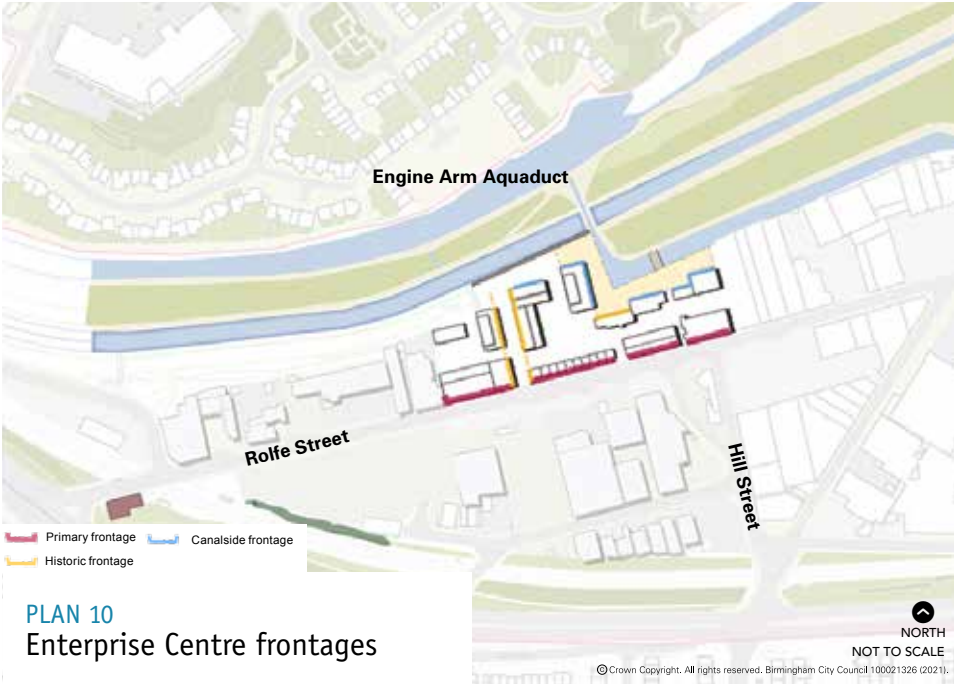 Engine Arm Aquaduct
Rolfe Street
Hill Street
Primary frontage
Canalside frontage
Historic frontage
PLAN 10
Enterprise Centre frontages
NORTH
NOT TO SCALE
© Crown Copyright. All rights reserved. Birmingham City Council 100021326 (2021).